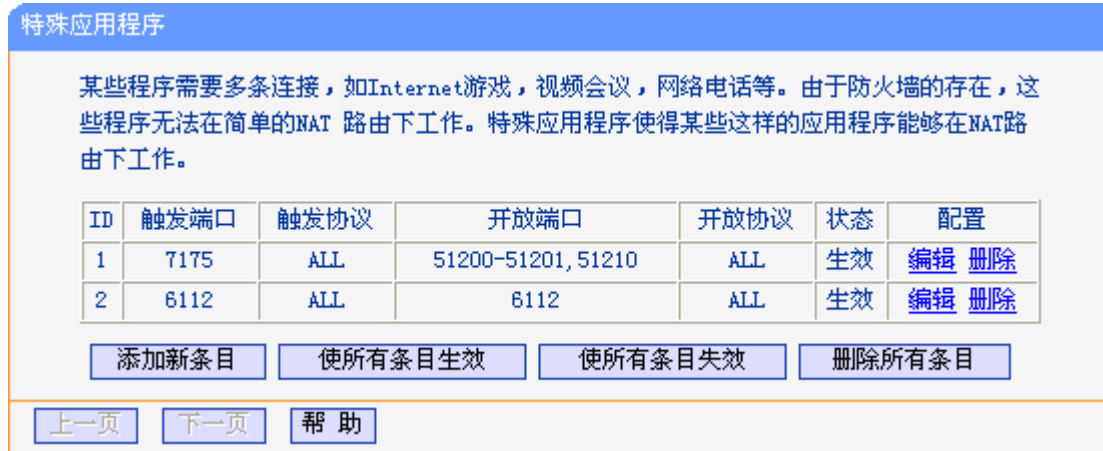 特殊应用程序
某些程序需要多条连接，如Internet游戏，视频会议，网络电话等。由于防火墙的存在，这
些程序无法在简单的NAT 路由下工作。特殊应用程序使得某些这样的应用程序能够在NAT路
由下工作。
ID 触发端口 触发协议 开放端口 开放协议 状态 配置
1 7175 ALL 51200-51201,51210 ALL 生效 编辑 删除
2 6112 ALL 6112 ALL 生效 编辑 删除
添加新条目 使所有条目生效 使所有条目失效 删除所有条目
上一页 下一页 帮 助